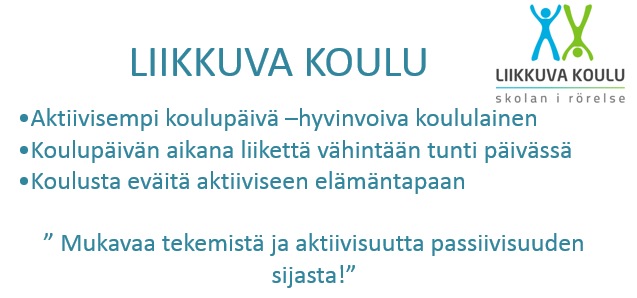 LIIKKUVA KOULU
LIIKKUVA KOULU
skolan i rörelse
•Aktiivisempi koulupäivä –hyvinvoiva koululainen
•Koulupäivän aikana liikettä vähintään tunti päivässä
•Koulusta eväitä aktiiviseen elämäntapaan
” Mukavaa tekemistä ja aktiivisuutta passiivisuuden
sijasta!”